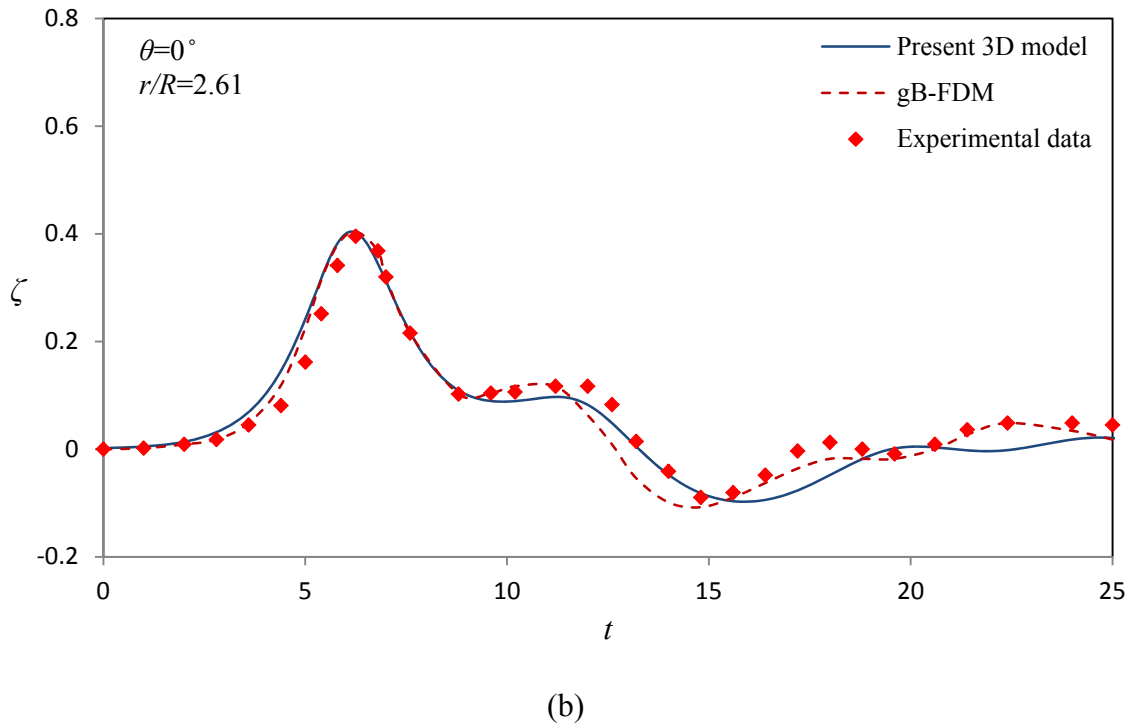 0.8
θ=0°
r/R=2.61
Present 3D model
gB-FDM
Experimental data
0.6
0.4
ζ
0.2
0
-0.2
0 5 10 15 20 25
t
(b)